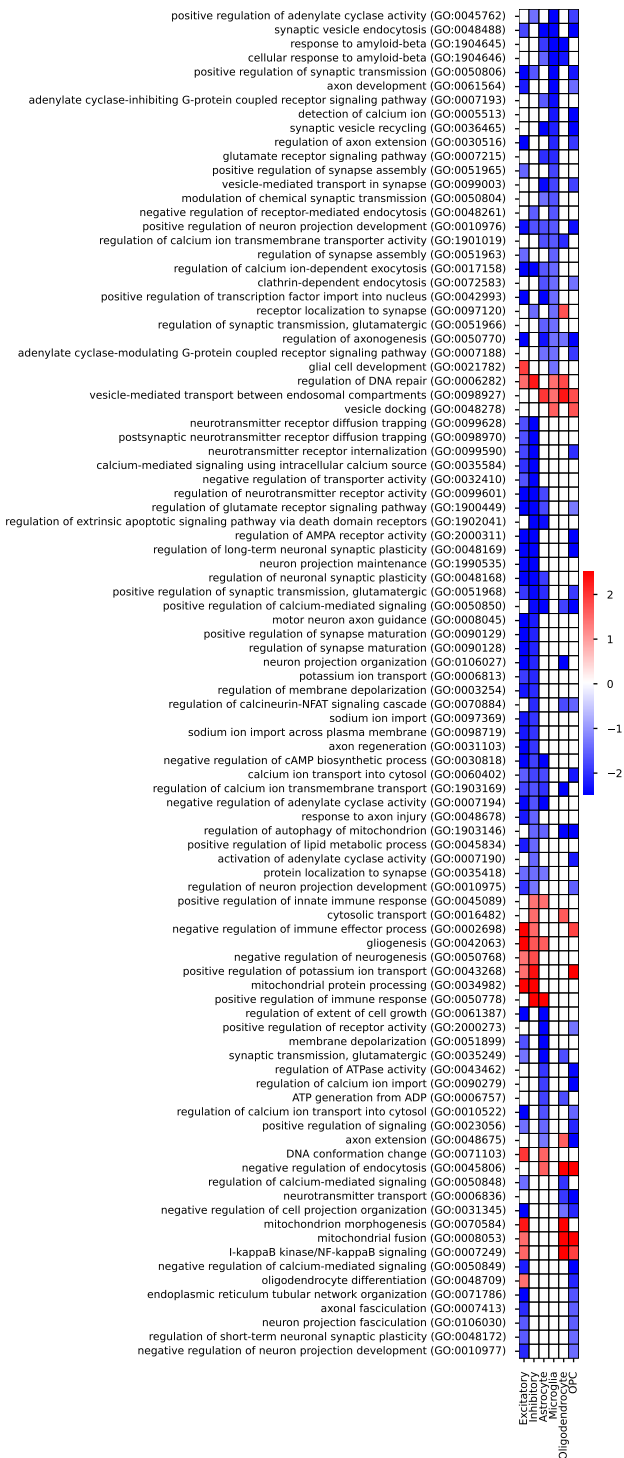 positive regulation of adenylate cyclase activity (GO:0045762)
synaptic vesicle endocytosis (GO:0048488)
response to amyloid-beta (GO:1904645)
cellular response to amyloid-beta (GO:1904646)
positive regulation of synaptic transmission (GO:0050806)
axon development (GO:0061564)
adenylate cyclase-inhibiting G-protein coupled receptor signaling pathway (GO:0007193)
detection of calcium ion (GO:0005513)
synaptic vesicle recycling (GO:0036465)
regulation of axon extension (GO:0030516)
glutamate receptor signaling pathway (GO:0007215)
positive regulation of synapse assembly (GO:0051965)
vesicle-mediated transport in synapse (GO:0099003)
modulation of chemical synaptic transmission (GO:0050804)
negative regulation of receptor-mediated endocytosis (GO:0048261)
positive regulation of neuron projection development (GO:0010976)
regulation of calcium ion transmembrane transporter activity (GO:1901019)
regulation of synapse assembly (GO:0051963)
regulation of calcium ion-dependent exocytosis (GO:0017158)
clathrin-dependent endocytosis (GO:0072583)
positive regulation of transcription factor import into nucleus (GO:0042993)
receptor localization to synapse (GO:0097120)
regulation of synaptic transmission, glutamatergic (GO:0051966)
regulation of axonogenesis (GO:0050770)
adenylate cyclase-modulating G-protein coupled receptor signaling pathway (GO:0007188)
glial cell development (GO:0021782)
regulation of DNA repair (GO:0006282)
vesicle-mediated transport between endosomal compartments (GO:0098927)
vesicle docking (GO:0048278)
neurotransmitter receptor diffusion trapping (GO:0099628)
postsynaptic neurotransmitter receptor diffusion trapping (GO:0098970)
neurotransmitter receptor internalization (GO:0099590)
calcium-mediated signaling using intracellular calcium source (GO:0035584)
negative regulation of transporter activity (GO:0032410)
regulation of neurotransmitter receptor activity (GO:0099601)
regulation of glutamate receptor signaling pathway (GO:1900449)
regulation of extrinsic apoptotic signaling pathway via death domain receptors (GO:1902041)
regulation of AMPA receptor activity (GO:2000311)
regulation of long-term neuronal synaptic plasticity (GO:0048169)
neuron projection maintenance (GO:1990535)
regulation of neuronal synaptic plasticity (GO:0048168)
positive regulation of synaptic transmission, glutamatergic (GO:0051968)
positive regulation of calcium-mediated signaling (GO:0050850)
motor neuron axon guidance (GO:0008045)
positive regulation of synapse maturation (GO:0090129)
regulation of synapse maturation (GO:0090128)
neuron projection organization (GO:0106027)
potassium ion transport (GO:0006813)
regulation of membrane depolarization (GO:0003254)
regulation of calcineurin-NFAT signaling cascade (GO:0070884)
sodium ion import (GO:0097369)
sodium ion import across plasma membrane (GO:0098719)
axon regeneration (GO:0031103)
negative regulation of cAMP biosynthetic process (GO:0030818)
calcium ion transport into cytosol (GO:0060402)
regulation of calcium ion transmembrane transport (GO:1903169)
negative regulation of adenylate cyclase activity (GO:0007194)
response to axon injury (GO:0048678)
regulation of autophagy of mitochondrion (GO:1903146)
positive regulation of lipid metabolic process (GO:0045834)
activation of adenylate cyclase activity (GO:0007190)
protein localization to synapse (GO:0035418)
regulation of neuron projection development (GO:0010975)
positive regulation of innate immune response (GO:0045089)
cytosolic transport (GO:0016482)
negative regulation of immune effector process (GO:0002698)
gliogenesis (GO:0042063)
negative regulation of neurogenesis (GO:0050768)
positive regulation of potassium ion transport (GO:0043268)
mitochondrial protein processing (GO:0034982)
positive regulation of immune response (GO:0050778)
regulation of extent of cell growth (GO:0061387)
positive regulation of receptor activity (GO:2000273)
membrane depolarization (GO:0051899)
synaptic transmission, glutamatergic (GO:0035249)
regulation of ATPase activity (GO:0043462)
regulation of calcium ion import (GO:0090279)
ATP generation from ADP (GO:0006757)
regulation of calcium ion transport into cytosol (GO:0010522)
positive regulation of signaling (GO:0023056)
axon extension (GO:0048675)
DNA conformation change (GO:0071103)
negative regulation of endocytosis (GO:0045806)
regulation of calcium-mediated signaling (GO:0050848)
neurotransmitter transport (GO:0006836)
negative regulation of cell projection organization (GO:0031345)
mitochondrion morphogenesis (GO:0070584)
mitochondrial fusion (GO:0008053)
I-kappaB kinase/NF-kappaB signaling (GO:0007249)
negative regulation of calcium-mediated signaling (GO:0050849)
oligodendrocyte differentiation (GO:0048709)
endoplasmic reticulum tubular network organization (GO:0071786)
axonal fasciculation (GO:0007413)
neuron projection fasciculation (GO:0106030)
regulation of short-term neuronal synaptic plasticity (GO:0048172)
negative regulation of neuron projection development (GO:0010977)
Excitatory
Inhibitory
Astrocyte
Microglia
Oligodendrocyte
OPC
2
1
0
−1
−2